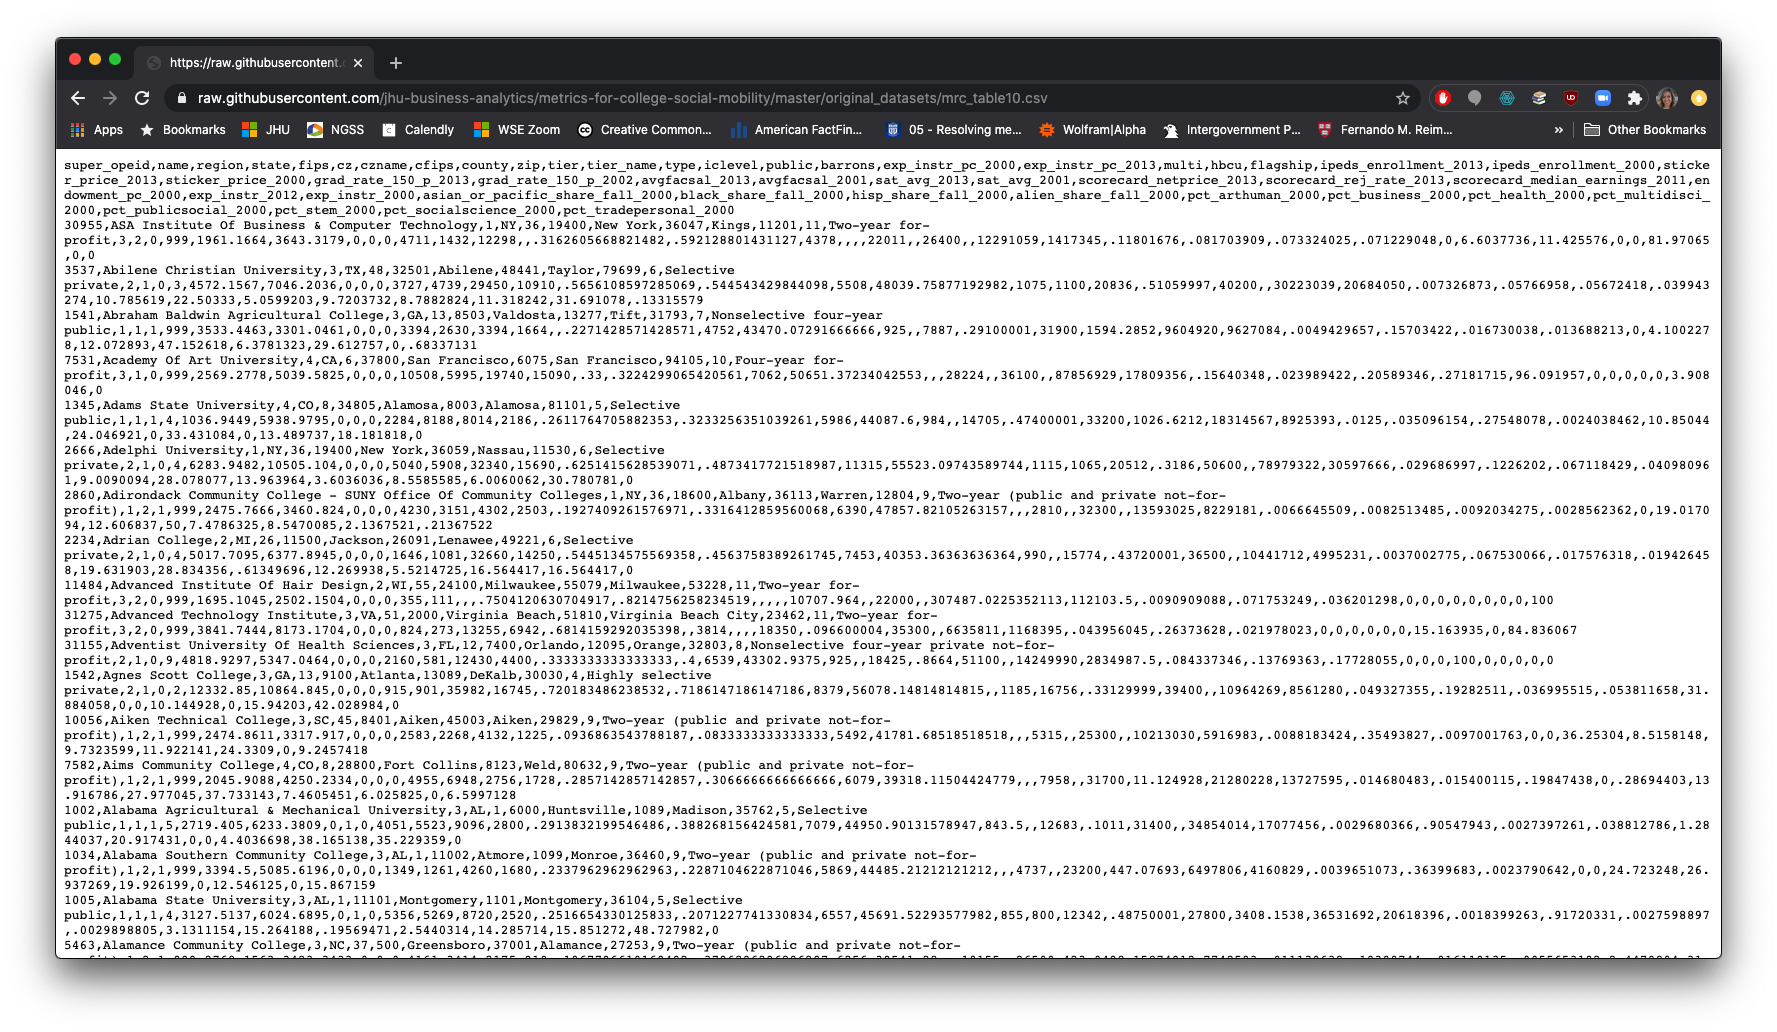 https://raw.githubusercontent.
raw.githubusercontent.com/jhu-business-analytics/metrics-for-college-social-mobility/master/original_datasets/mrc_table10.csv
Apps Bookmarks JHU NGSS Calendly WSE Zoom Creative Common... American FactFin... 05 - Resolving me... Wolfram|Alpha Intergovernment P... Fernando M. Reim... » Other Bookmarks
super_opeid,name,region,state,fips,cz,czname,cfips,county,zip,tier,tier_name,type,iclevel,public,barrons,exp_instr_pc_2000,exp_instr_pc_2013,multi,hbcu,flagship,ipeds_enrollment_2013,ipeds_enrollment_2000,sticke
r_price_2013,sticker_price_2000,grad_rate_150_p_2013,grad_rate_150_p_2002,avgfacsal_2013,avgfacsal_2001,sat_avg_2013,sat_avg_2001,scorecard_netprice_2013,scorecard_rej_rate_2013,scorecard_median_earnings_2011,en
dowment_pc_2000,exp_instr_2012,exp_instr_2000,asian_or_pacific_share_fall_2000,black_share_fall_2000,hisp_share_fall_2000,alien_share_fall_2000,pct_arthuman_2000,pct_business_2000,pct_health_2000,pct_multidisci_
2000,pct_publicsocial_2000,pct_stem_2000,pct_socialscience_2000,pct_tradepersonal_2000
30955,ASA Institute Of Business & Computer Technology,1,NY,36,19400,New York,36047,Kings,11201,11,Two-year for-
profit,3,2,0,999,1961.1664,3643.3179,0,0,0,4711,1432,12298,,.3162605668821482,.592128801431127,4378,,,,22011,,26400,,12291059,1417345,.11801676,.081703909,.073324025,.071229048,0,6.6037736,11.425576,0,0,81.97065
,0,0
3537,Abilene Christian University,3,TX,48,32501,Abilene,48441,Taylor,79699,6,Selective
private,2,1,0,3,4572.1567,7046.2036,0,0,0,3727,4739,29450,10910,.5656108597285069,.544543429844098,5508,48039.75877192982,1075,1100,20836,.51059997,40200,,30223039,20684050,.007326873,.05766958,.05672418,.039943
274,10.785619,22.50333,5.0599203,9.7203732,8.7882824,11.318242,31.691078,.13315579
1541,Abraham Baldwin Agricultural College,3,GA,13,8503,Valdosta,13277,Tift,31793,7,Nonselective four-year
public,1,1,1,999,3533.4463,3301.0461,0,0,0,3394,2630,3394,1664,,.2271428571428571,4752,43470.07291666666,925,,7887,.29100001,31900,1594.2852,9604920,9627084,.0049429657,.15703422,.016730038,.013688213,0,4.100227
8,12.072893,47.152618,6.3781323,29.612757,0,.68337131
7531,Academy Of Art University,4,CA,6,37800,San Francisco,6075,San Francisco,94105,10,Four-year for-
profit,3,1,0,999,2569.2778,5039.5825,0,0,0,10508,5995,19740,15090,.33,.3224299065420561,7062,50651.37234042553,,,28224,,36100,,87856929,17809356,.15640348,.023989422,.20589346,.27181715,96.091957,0,0,0,0,0,3.908
046,0
1345,Adams State University,4,CO,8,34805,Alamosa,8003,Alamosa,81101,5,Selective
public,1,1,1,4,1036.9449,5938.9795,0,0,0,2284,8188,8014,2186,.2611764705882353,.3233256351039261,5986,44087.6,984,,14705,.47400001,33200,1026.6212,18314567,8925393,.0125,.035096154,.27548078,.0024038462,10.85044
,24.046921,0,33.431084,0,13.489737,18.181818,0
2666,Adelphi University,1,NY,36,19400,New York,36059,Nassau,11530,6,Selective
private,2,1,0,4,6283.9482,10505.104,0,0,0,5040,5908,32340,15690,.6251415628539071,.4873417721518987,11315,55523.09743589744,1115,1065,20512,.3186,50600,,78979322,30597666,.029686997,.1226202,.067118429,.04098096
1,9.0090094,28.078077,13.963964,3.6036036,8.5585585,6.0060062,30.780781,0
2860,Adirondack Community College - SUNY Office Of Community Colleges,1,NY,36,18600,Albany,36113,Warren,12804,9,Two-year (public and private not-for-
profit),1,2,1,999,2475.7666,3460.824,0,0,0,4230,3151,4302,2503,.1927409261576971,.3316412859560068,6390,47857.82105263157,,,2810,,32300,,13593025,8229181,.0066645509,.0082513485,.0092034275,.0028562362,0,19.0170
94,12.606837,50,7.4786325,8.5470085,2.1367521,.21367522
2234,Adrian College,2,MI,26,11500,Jackson,26091,Lenawee,49221,6,Selective
private,2,1,0,4,5017.7095,6377.8945,0,0,0,1646,1081,32660,14250,.5445134575569358,.4563758389261745,7453,40353.36363636364,990,,15774,.43720001,36500,,10441712,4995231,.0037002775,.067530066,.017576318,.01942645
8,19.631903,28.834356,.61349696,12.269938,5.5214725,16.564417,16.564417,0
11484,Advanced Institute Of Hair Design,2,WI,55,24100,Milwaukee,55079,Milwaukee,53228,11,Two-year for-
profit,3,2,0,999,1695.1045,2502.1504,0,0,0,355,111,,,.7504120630704917,.8214756258234519,,,,,10707.964,,22000,,307487.0225352113,112103.5,.0090909088,.071753249,.036201298,0,0,0,0,0,0,0,0,100
31275,Advanced Technology Institute,3,VA,51,2000,Virginia Beach,51810,Virginia Beach City,23462,11,Two-year for-
profit,3,2,0,999,3841.7444,8173.1704,0,0,0,824,273,13255,6942,.6814159292035398,,3814,,,,18350,.096600004,35300,,6635811,1168395,.043956045,.26373628,.021978023,0,0,0,0,0,0,15.163935,0,84.836067
31155,Adventist University Of Health Sciences,3,FL,12,7400,Orlando,12095,Orange,32803,8,Nonselective four-year private not-for-
profit,2,1,0,9,4818.9297,5347.0464,0,0,0,2160,581,12430,4400,.3333333333333333,.4,6539,43302.9375,925,,18425,.8664,51100,,14249990,2834987.5,.084337346,.13769363,.17728055,0,0,0,100,0,0,0,0,0
1542,Agnes Scott College,3,GA,13,9100,Atlanta,13089,DeKalb,30030,4,Highly selective
private,2,1,0,2,12332.85,10864.845,0,0,0,915,901,35982,16745,.720183486238532,.7186147186147186,8379,56078.14814814815,,1185,16756,.33129999,39400,,10964269,8561280,.049327355,.19282511,.036995515,.053811658,31.
884058,0,0,10.144928,0,15.94203,42.028984,0
10056,Aiken Technical College,3,SC,45,8401,Aiken,45003,Aiken,29829,9,Two-year (public and private not-for-
profit),1,2,1,999,2474.8611,3317.917,0,0,0,2583,2268,4132,1225,.0936863543788187,.0833333333333333,5492,41781.68518518518,,,5315,,25300,,10213030,5916983,.0088183424,.35493827,.0097001763,0,0,36.25304,8.5158148,
9.7323599,11.922141,24.3309,0,9.2457418
7582,Aims Community College,4,CO,8,28800,Fort Collins,8123,Weld,80632,9,Two-year (public and private not-for-
profit),1,2,1,999,2045.9088,4250.2334,0,0,0,4955,6948,2756,1728,.2857142857142857,.3066666666666666,6079,39318.11504424779,,,7958,,31700,11.124928,21280228,13727595,.014680483,.015400115,.19847438,0,.28694403,13
.916786,27.977045,37.733143,7.4605451,6.025825,0,6.5997128
1002,Alabama Agricultural & Mechanical University,3,AL,1,6000,Huntsville,1089,Madison,35762,5,Selective
public,1,1,1,5,2719.405,6233.3809,0,1,0,4051,5523,9096,2800,.2913832199546486,.388268156424581,7079,44950.90131578947,843.5,,12683,.1011,31400,,34854014,17077456,.0029680366,.90547943,.0027397261,.038812786,1.28
44037,20.917431,0,0,4.4036698,38.165138,35.229359,0
1034,Alabama Southern Community College,3,AL,1,11002,Atmore,1099,Monroe,36460,9,Two-year (public and private not-for-
profit),1,2,1,999,3394.5,5085.6196,0,0,0,1349,1261,4260,1680,.2337962962962963,.2287104622871046,5869,44485.21212121212,,,4737,,23200,447.07693,6497806,4160829,.0039651073,.36399683,.0023790642,0,0,24.723248,26.
937269,19.926199,0,12.546125,0,15.867159
1005,Alabama State University,3,AL,1,11101,Montgomery,1101,Montgomery,36104,5,Selective
public,1,1,1,4,3127.5137,6024.6895,0,1,0,5356,5269,8720,2520,.2516654330125833,.2071227741330834,6557,45691.52293577982,855,800,12342,.48750001,27800,3408.1538,36531692,20618396,.0018399263,.91720331,.0027598897
,.0029898805,3.1311154,15.264188,.19569471,2.5440314,14.285714,15.851272,48.727982,0
5463,Alamance Community College,3,NC,37,500,Greensboro,37001,Alamance,27253,9,Two-year (public and private not-for-